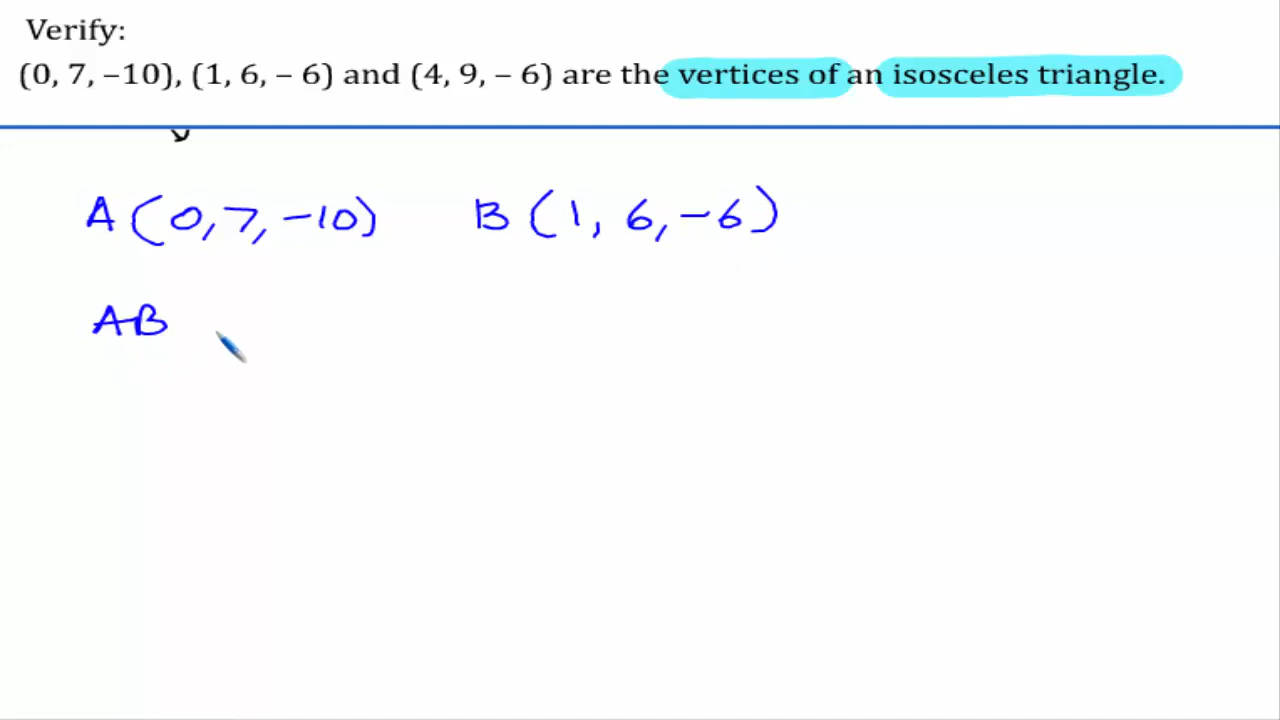 Verify:
(0, 7, –10), (1, 6, – 6) and (4, 9, – 6) are the vertices of an isosceles triangle.
A (0, 7, -10) B (1, 6, -6)
AB